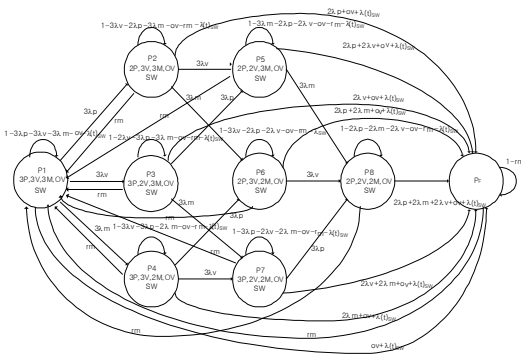 2λp+ov+λ(t)SW
1−3λv−2λp−3λm−ov−rm−λ(t)SW
1−3λm−2λp−2λv−ov−rm−λ(t)SW
P2
2P,3V,3M,OV
SW
P5
2P,2V,3M,OV
SW
2λp+2λv+ov+λ(t)SW
3λv
3λm
3λp
3λm
3λp
rm
rm
2λv+ov+λ(t)SW
2λp+2λm+ov+λ(t)SW
1−3λp−3λv−3λm−ov−λ(t)SW
1−3λv−2λp−2λv−ov−rm−λSW
1−2λp−2λm−2λv−ov−rm−λ(t)SW
1−rm
P1
3P,3V,3M,OV
SW
3λv
rm
P3
3P,2V,3M,OV
SW
P6
2P,3V,2M,OV
SW
3λv
P8
2P,2V,2M,OV
SW
Pr
2λp+2λm+2λv+ov+λ(t)SW
3λm
rm
rm
3λp
1−3λv−3λp−2λm−ov−rm−λ(t)SW
1−3λp−2λv−2λm−ov−rm−λ(t)SW
rm
3λp
P4
3P,3V,2M,OV
SW
3λv
P7
3P,2V,2M,OV
SW
2λv+2λm+ov+λ(t)SW
2λm+ov+λ(t)SW
rm
rm
ov+λ(t)SW